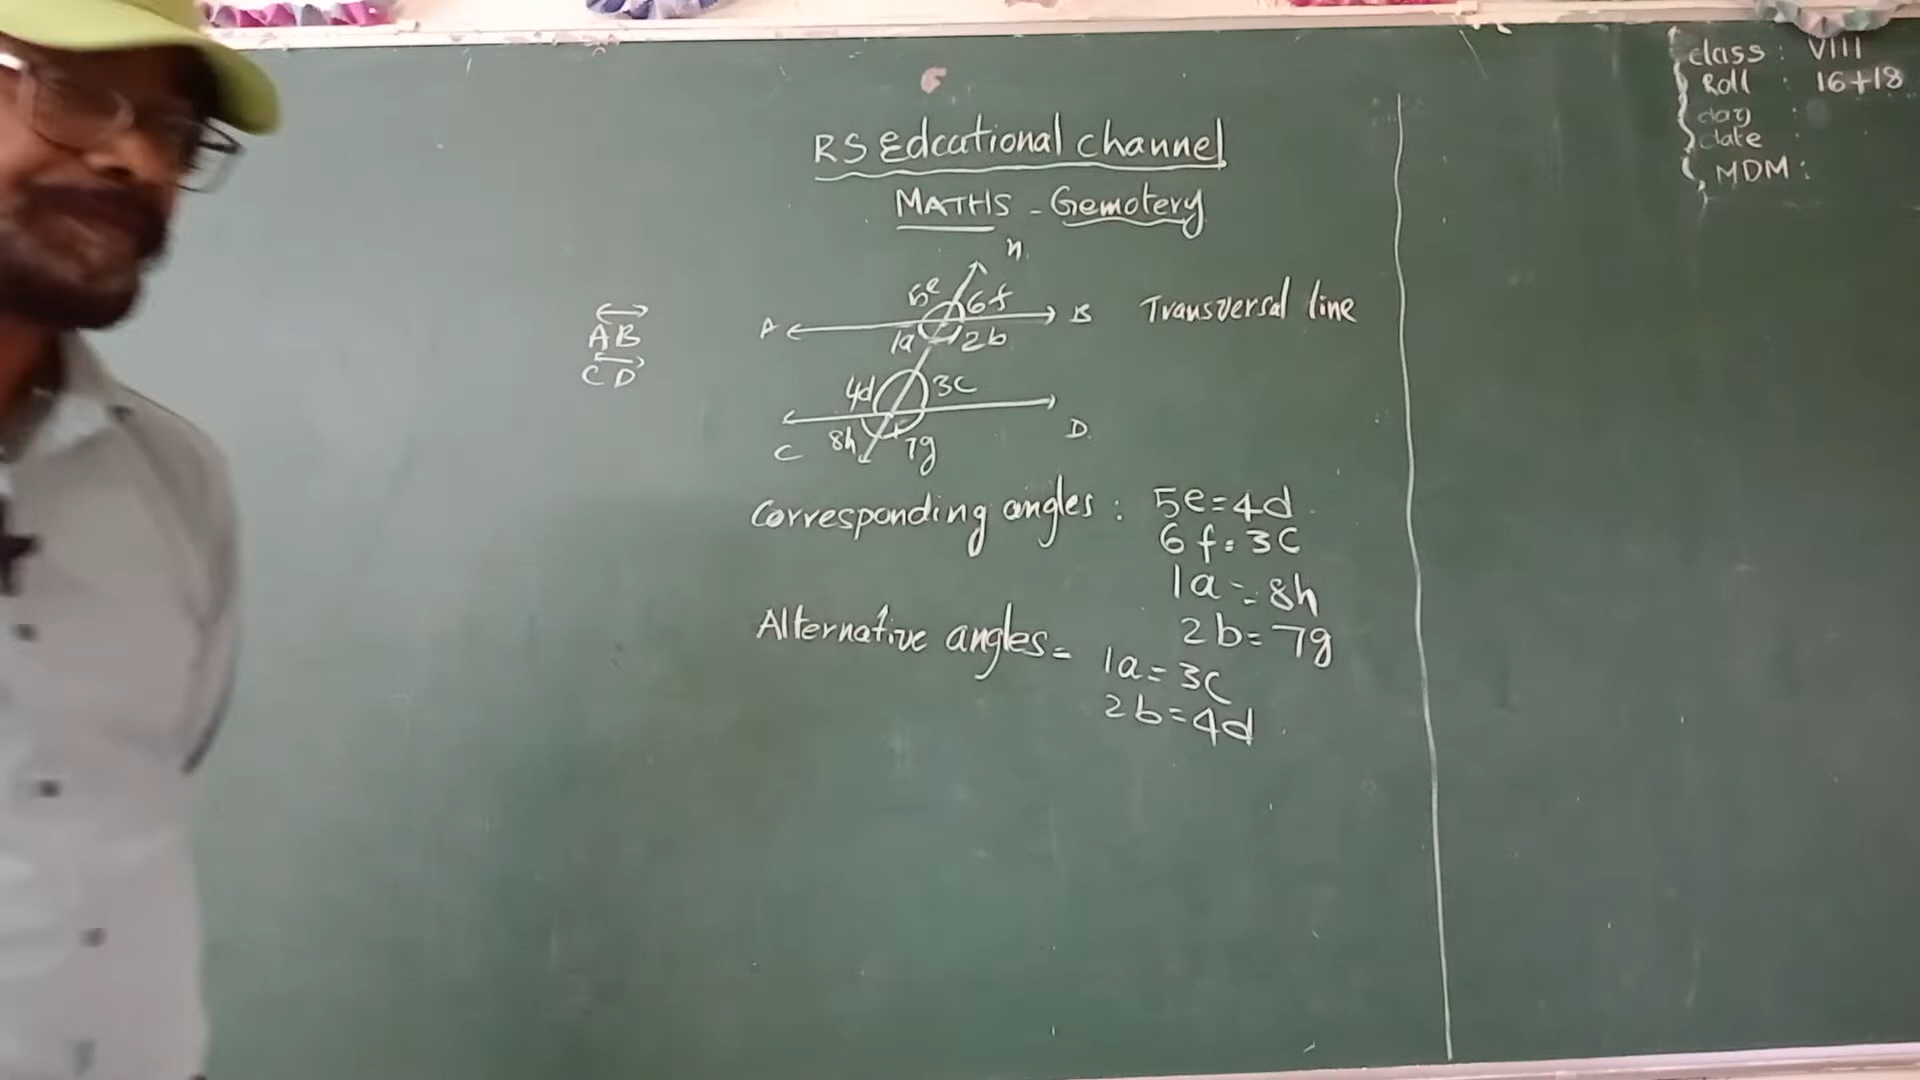 RS Edcational channel
MATHS - Gemotery
n
5e 6f
A B
Transversal line
1a 2b
AB
CD
4d 3c
C D
8h 7g
Corresponding angles : 5e=4d
6f=3c
1a=8h
2b=7g
Alternative angles= 1a=3c
2b=4d
class : VIII
Roll : 16+18
day :
date :
MDM :